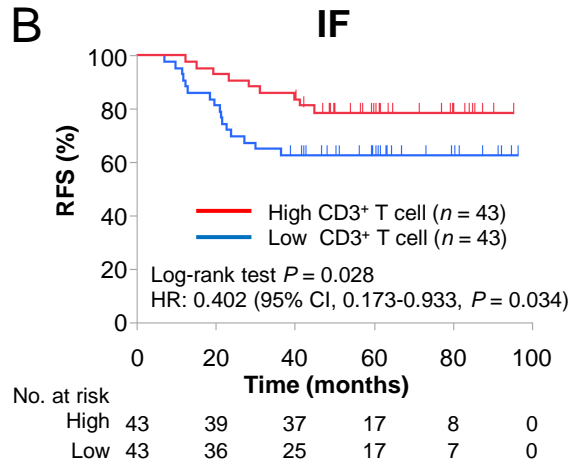 B
IF
RFS (%)
100
80
60
40
20
0
High CD3⁺ T cell (n = 43)
Low CD3⁺ T cell (n = 43)
Log-rank test P = 0.028
HR: 0.402 (95% CI, 0.173-0.933, P = 0.034)
0 20 40 60 80 100
Time (months)
No. at risk
High 43 39 37 17 8 0
Low 43 36 25 17 7 0